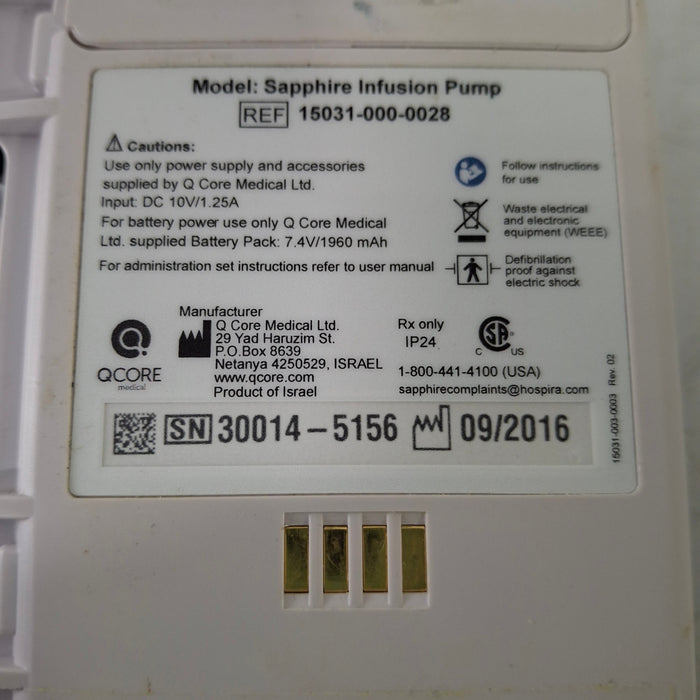 Model: Sapphire Infusion Pump
REF 15031-000-0028
Cautions:
Use only power supply and accessories
supplied by Q Core Medical Ltd.
Input: DC 10V/1.25A
For battery power use only Q Core Medical
Ltd. supplied Battery Pack: 7.4V/1960 mAh
For administration set instructions refer to user manual
Follow instructions
for use
Waste electrical
and electronic
equipment (WEEE)
Defibrillation
proof against
electric shock
QCORE
medical
Manufacturer
Q Core Medical Ltd.
29 Yad Haruzim St.
P.O.Box 8639
Netanya 4250529, ISRAEL
www.qcore.com
Product of Israel
Rx only
IP24
C SA US
1-800-441-4100 (USA)
sapphirecomplaints@hospira.com
SN 30014-5156 09/2016
15031-003-0003 Rev. 02